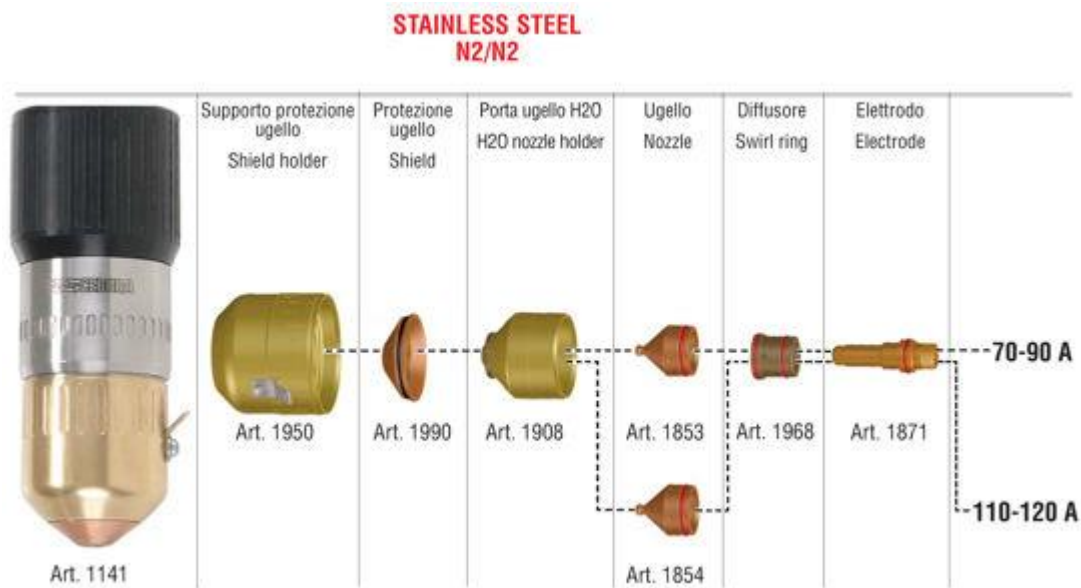 STAINLESS STEEL
N2/N2
Supporto protezione
ugello
Shield holder
Protezione
ugello
Shield
Porta ugello H2O
H2O nozzle holder
Ugello
Nozzle
Diffusore
Swirl ring
Elettrodo
Electrode
70-90 A
Art. 1950
Art. 1990
Art. 1908
Art. 1853
Art. 1968
Art. 1871
110-120 A
Art. 1141
Art. 1854